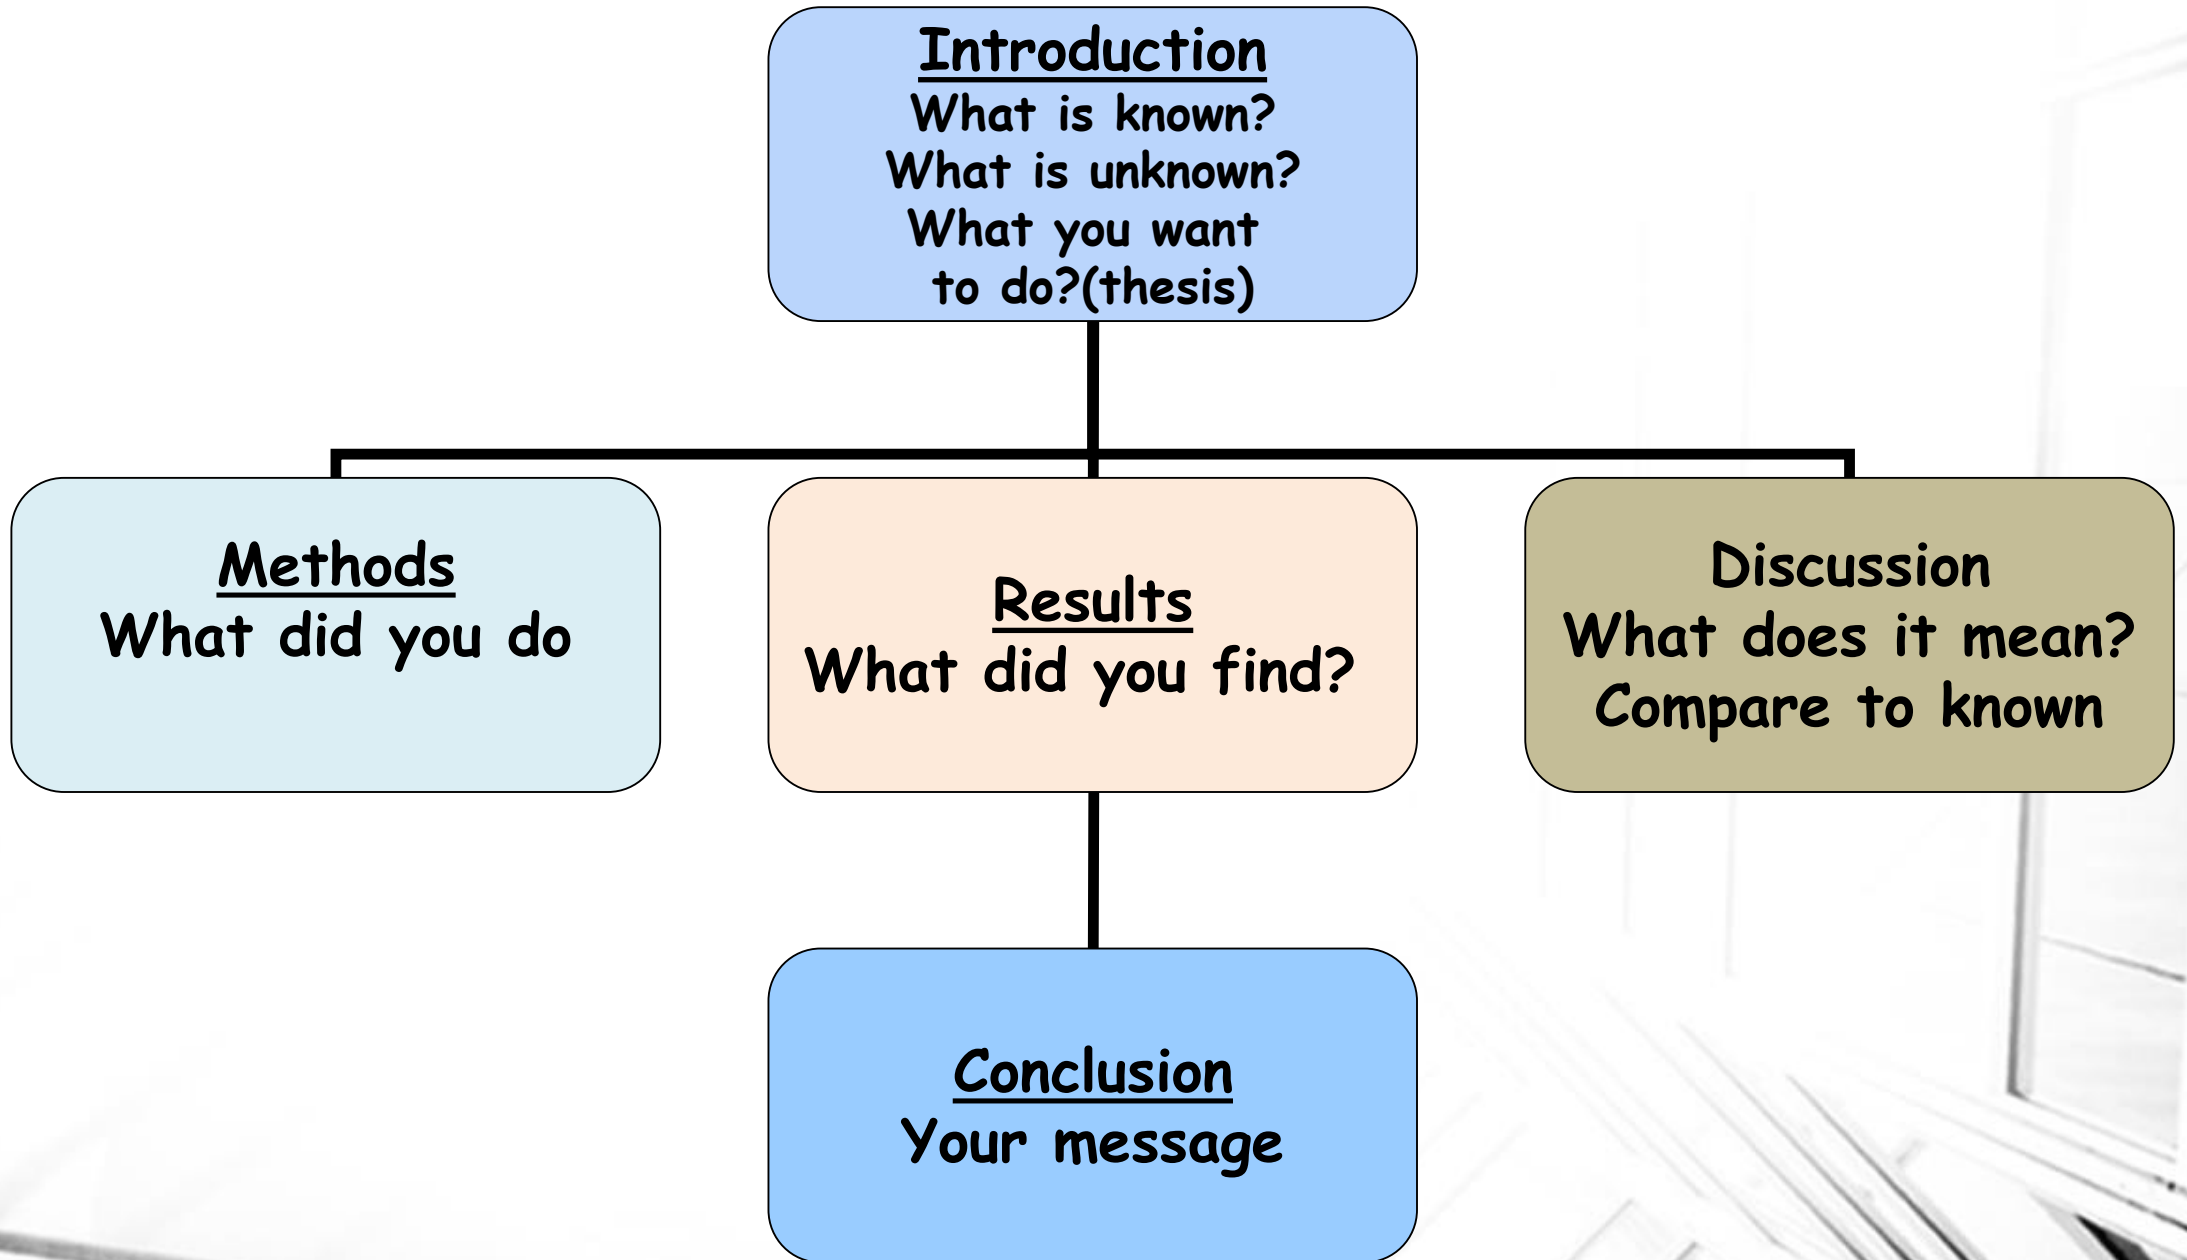 Introduction
What is known?
What is unknown?
What you want
to do?(thesis)
Methods
What did you do
Results
What did you find?
Discussion
What does it mean?
Compare to known
Conclusion
Your message